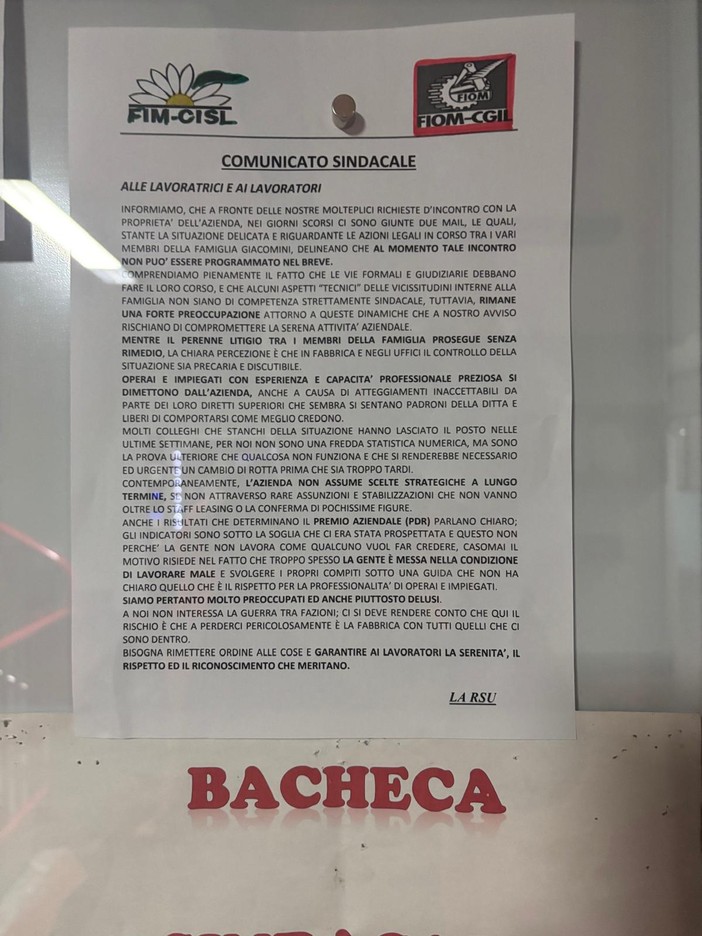 FIM-CISL
FIOM
FIOM-CGIL
COMUNICATO SINDACALE
ALLE LAVORATRICI E AI LAVORATORI
INFORMIAMO, CHE A FRONTE DELLE NOSTRE MOLTEPLICI RICHIESTE D'INCONTRO CON LA
PROPRIETA' DELL'AZIENDA, NEI GIORNI SCORSI CI SONO GIUNTE DUE MAIL, LE QUALI,
STANTE LA SITUAZIONE DELICATA E RIGUARDANTE LE AZIONI LEGALI IN CORSO TRA I VARI
MEMBRI DELLA FAMIGLIA GIACOMINI, DELINEANO CHE AL MOMENTO TALE INCONTRO
NON PUO' ESSERE PROGRAMMATO NEL BREVE.
COMPRENDIAMO PIENAMENTE IL FATTO CHE LE VIE FORMALI E GIUDIZIARIE DEBBANO
FARE IL LORO CORSO, E CHE ALCUNI ASPETTI "TECNICI" DELLE VICISSITUDINI INTERNE ALLA
FAMIGLIA NON SIANO DI COMPETENZA STRETTAMENTE SINDACALE, TUTTAVIA, RIMANE
UNA FORTE PREOCCUPAZIONE ATTORNO A QUESTE DINAMICHE CHE A NOSTRO AVVISO
RISCHIANO DI COMPROMETTERE LA SERENA ATTIVITA' AZIENDALE.
MENTRE IL PERENNE LITIGIO TRA I MEMBRI DELLA FAMIGLIA PROSEGUE SENZA
RIMEDIO, LA CHIARA PERCEZIONE È CHE IN FABBRICA E NEGLI UFFICI IL CONTROLLO DELLA
SITUAZIONE SIA PRECARIA E DISCUTIBILE.
OPERAI E IMPIEGATI CON ESPERIENZA E CAPACITA' PROFESSIONALE PREZIOSA SI
DIMETTONO DALL'AZIENDA, ANCHE A CAUSA DI ATTEGGIAMENTI INACCETTABILI DA
PARTE DEI LORO DIRETTI SUPERIORI CHE SEMBRA SI SENTANO PADRONI DELLA DITTA E
LIBERI DI COMPORTARSI COME MEGLIO CREDONO.
MOLTI COLLEGHI CHE STANCHI DELLA SITUAZIONE HANNO LASCIATO IL POSTO NELLE
ULTIME SETTIMANE, PER NOI NON SONO UNA FREDDA STATISTICA NUMERICA, MA SONO
LA PROVA ULTERIORE CHE QUALCOSA NON FUNZIONA E CHE SI RENDEREBBE NECESSARIO
ED URGENTE UN CAMBIO DI ROTTA PRIMA CHE SIA TROPPO TARDI.
CONTEMPORANEAMENTE, L'AZIENDA NON ASSUME SCELTE STRATEGICHE A LUNGO
TERMINE, SE NON ATTRAVERSO RARE ASSUNZIONI E STABILIZZAZIONI CHE NON VANNO
OLTRE LO STAFF LEASING O LA CONFERMA DI POCHISSIME FIGURE.
ANCHE I RISULTATI CHE DETERMINANO IL PREMIO AZIENDALE (PDR) PARLANO CHIARO;
GLI INDICATORI SONO SOTTO LA SOGLIA CHE CI ERA STATA PROSPETTATA E QUESTO NON
PERCHE' LA GENTE NON LAVORA COME QUALCUNO VUOL FAR CREDERE, CASOMAI IL
MOTIVO RISIEDE NEL FATTO CHE TROPPO SPESSO LA GENTE È MESSA NELLA CONDIZIONE
DI LAVORARE MALE E SVOLGERE I PROPRI COMPITI SOTTO UNA GUIDA CHE NON HA
CHIARO QUELLO CHE È IL RISPETTO PER LA PROFESSIONALITA' DI OPERAI E IMPIEGATI.
SIAMO PERTANTO MOLTO PREOCCUPATI ED ANCHE PIUTTOSTO DELUSI.
A NOI NON INTERESSA LA GUERRA TRA FAZIONI; CI SI DEVE RENDERE CONTO CHE QUI IL
RISCHIO È CHE A PERDERCI PERICOLOSAMENTE È LA FABBRICA CON TUTTI QUELLI CHE CI
SONO DENTRO.
BISOGNA RIMETTERE ORDINE ALLE COSE E GARANTIRE AI LAVORATORI LA SERENITA', IL
RISPETTO ED IL RICONOSCIMENTO CHE MERITANO.
LA RSU
BACHECA